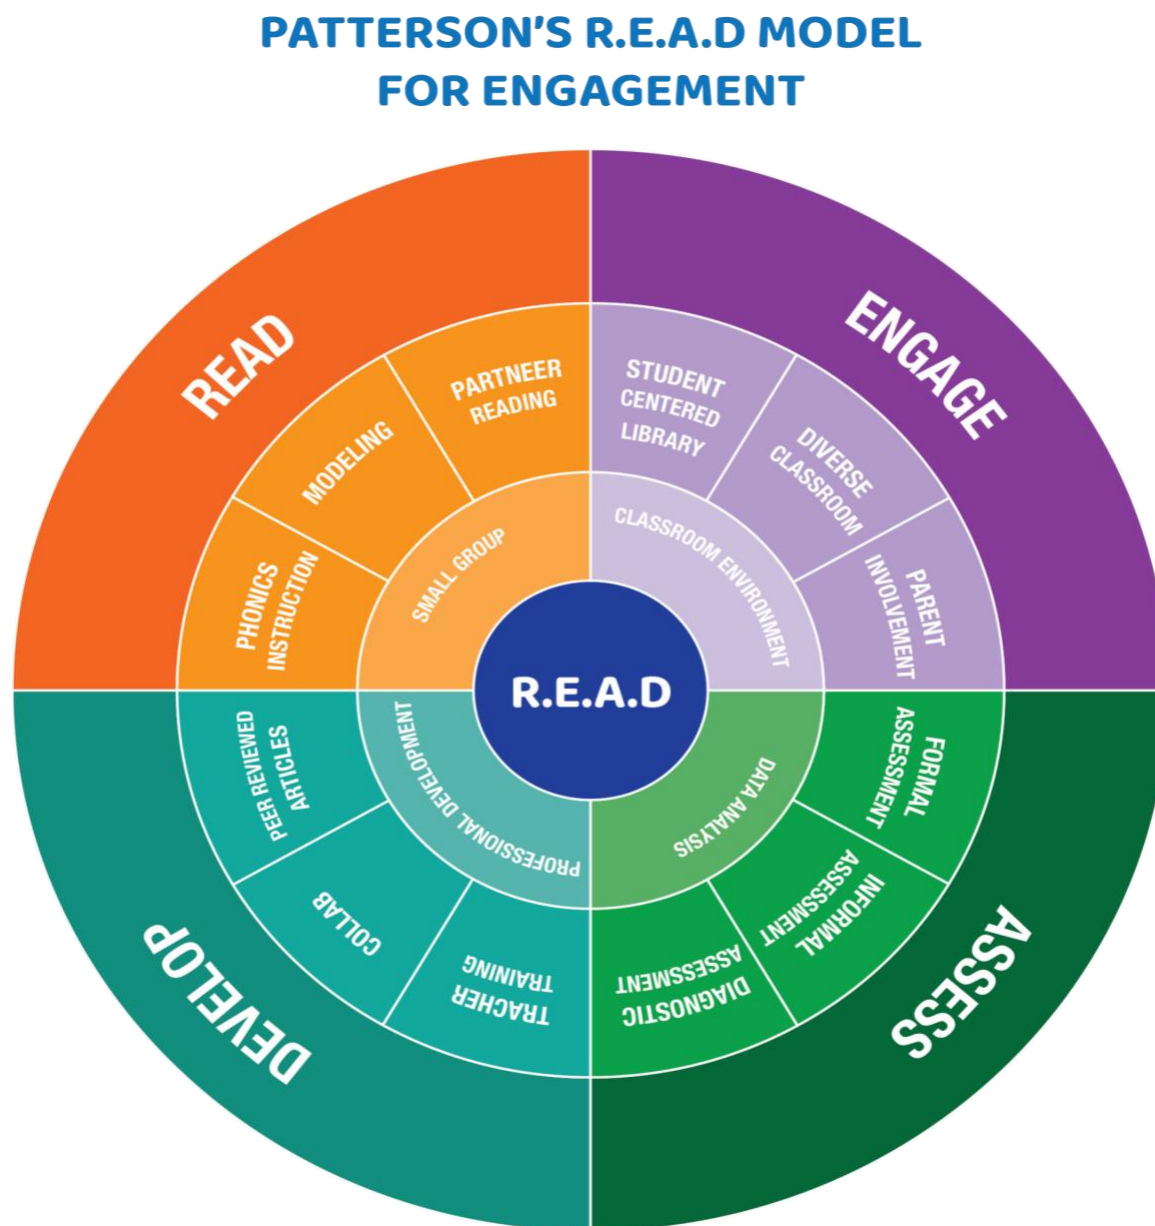 PATTERSON'S R.E.A.D MODEL
FOR ENGAGEMENT
READ
PARTNEER
READING
MODELING
PHONICS
INSTRUCTION
SMALL GROUP
ENGAGE
STUDENT
CENTERED
LIBRARY
DIVERSE
CLASSROOM
PARENT
INVOLVEMENT
CLASSROOM ENVIRONMENT
R.E.A.D
ASSESS
FORMAL
ASSESSMENT
INFORMAL
ASSESSMENT
DIAGNOSTIC
ASSESSMENT
DATA ANALYSIS
DEVELOP
PEER REVIEWED
ARTICLES
COLLAB
TRACHER
TRAINING
PROFESSIONAL DEVELOPMENT